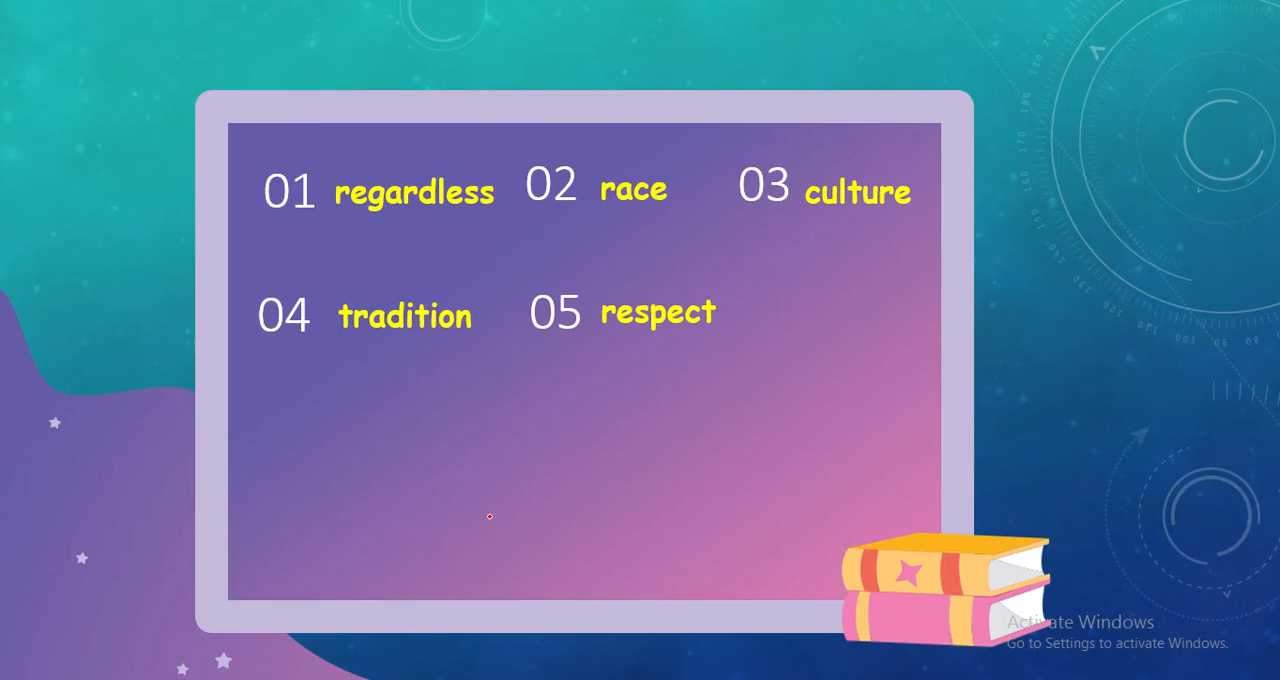 01 regardless 02 race 03 culture
04 tradition 05 respect
Activate Windows
Go to Settings to activate Windows.